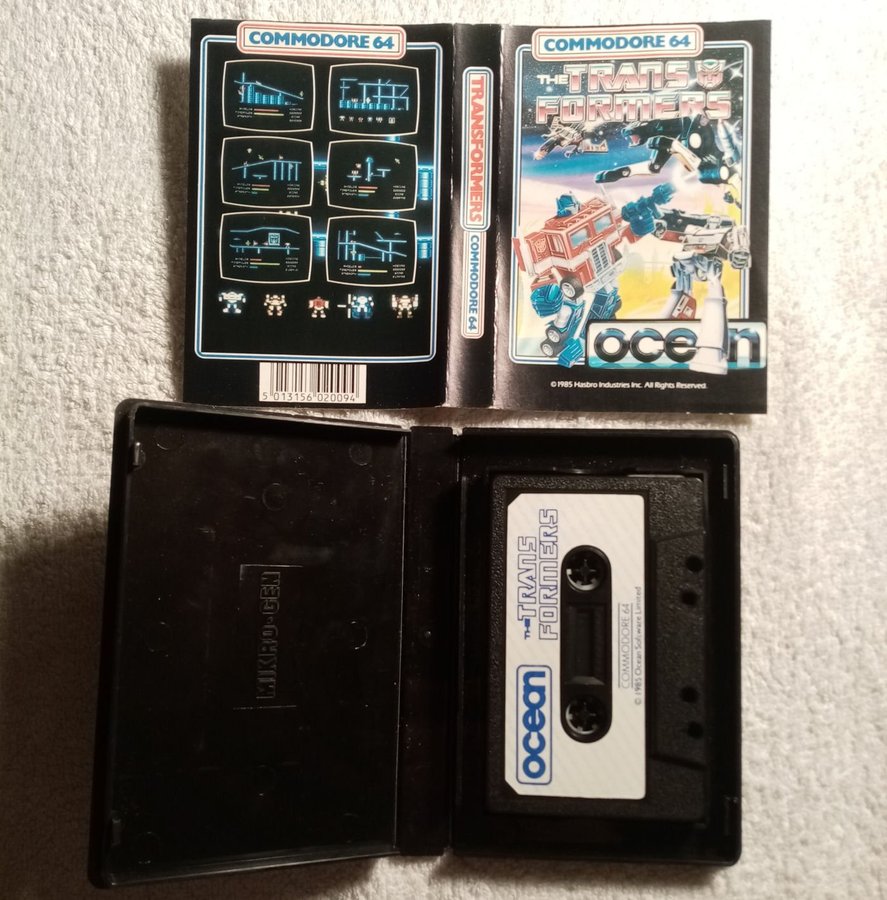 COMMODORE 64
5 013156 020094
TRANSFORMERS
COMMODORE 64
COMMODORE 64
THE TRANS
FORMERS
ocean
© 1985 Hasbro Industries Inc. All Rights Reserved.
MIKRO-GEN
ocean
THE TRANS
FORMERS
COMMODORE 64
© 1985 Ocean Software Limited